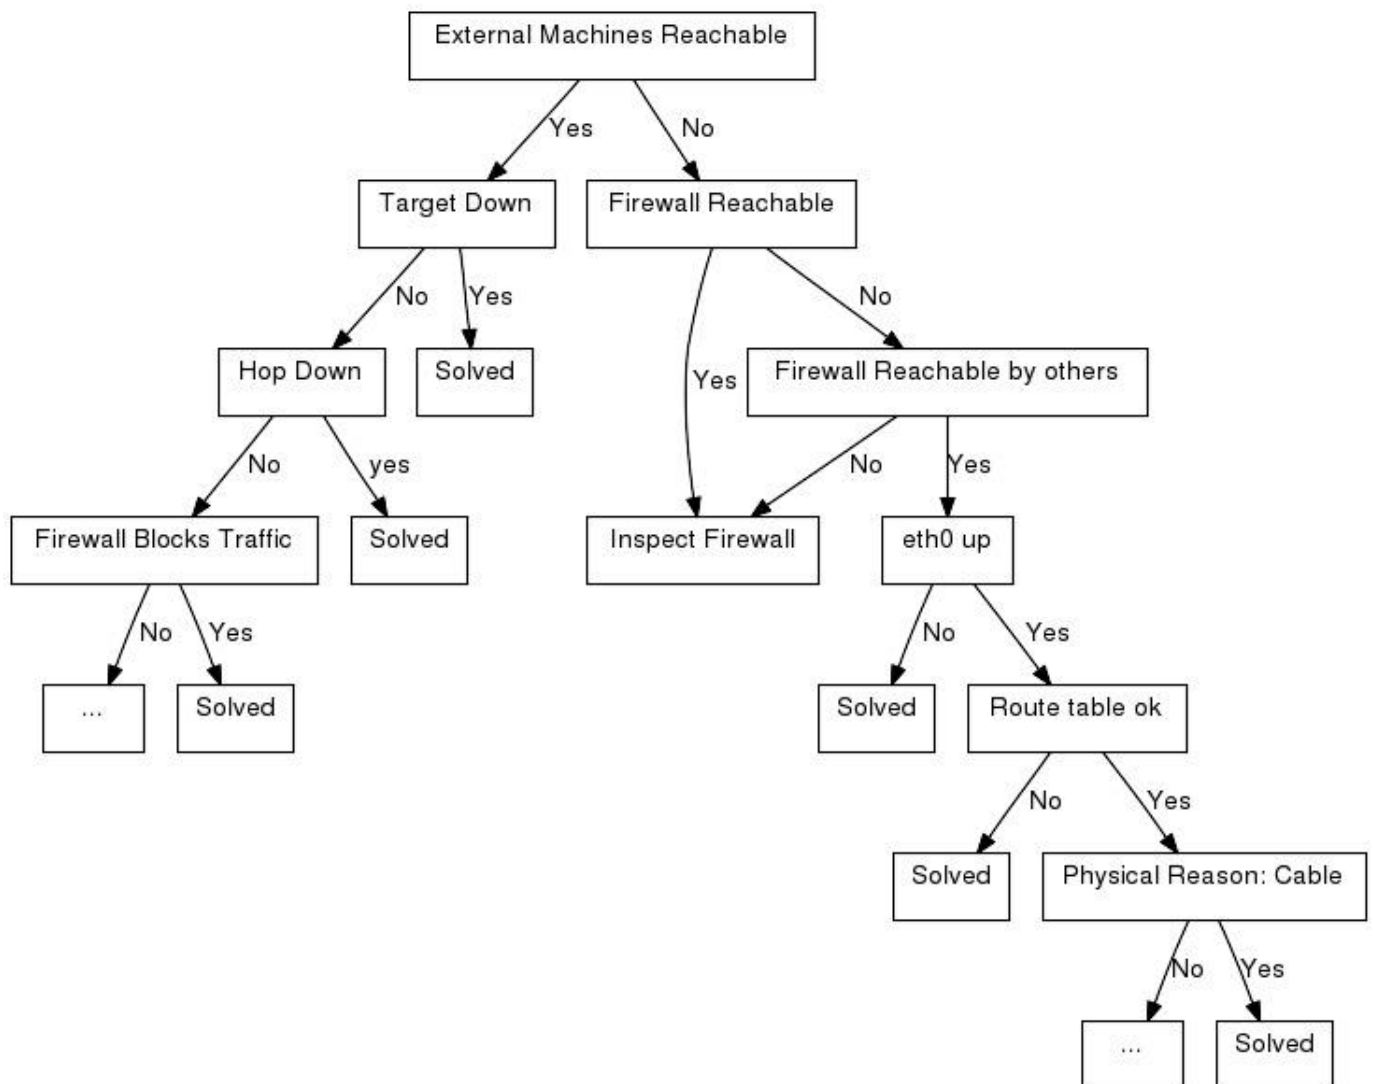 External Machines Reachable
Yes
No
Target Down
Firewall Reachable
No
Yes
No
Hop Down
Solved
Yes
Firewall Reachable by others
No
yes
No
Yes
Firewall Blocks Traffic
Solved
Inspect Firewall
eth0 up
No
Yes
No
Yes
...
Solved
Solved
Route table ok
No
Yes
Solved
Physical Reason: Cable
No
Yes
...
Solved